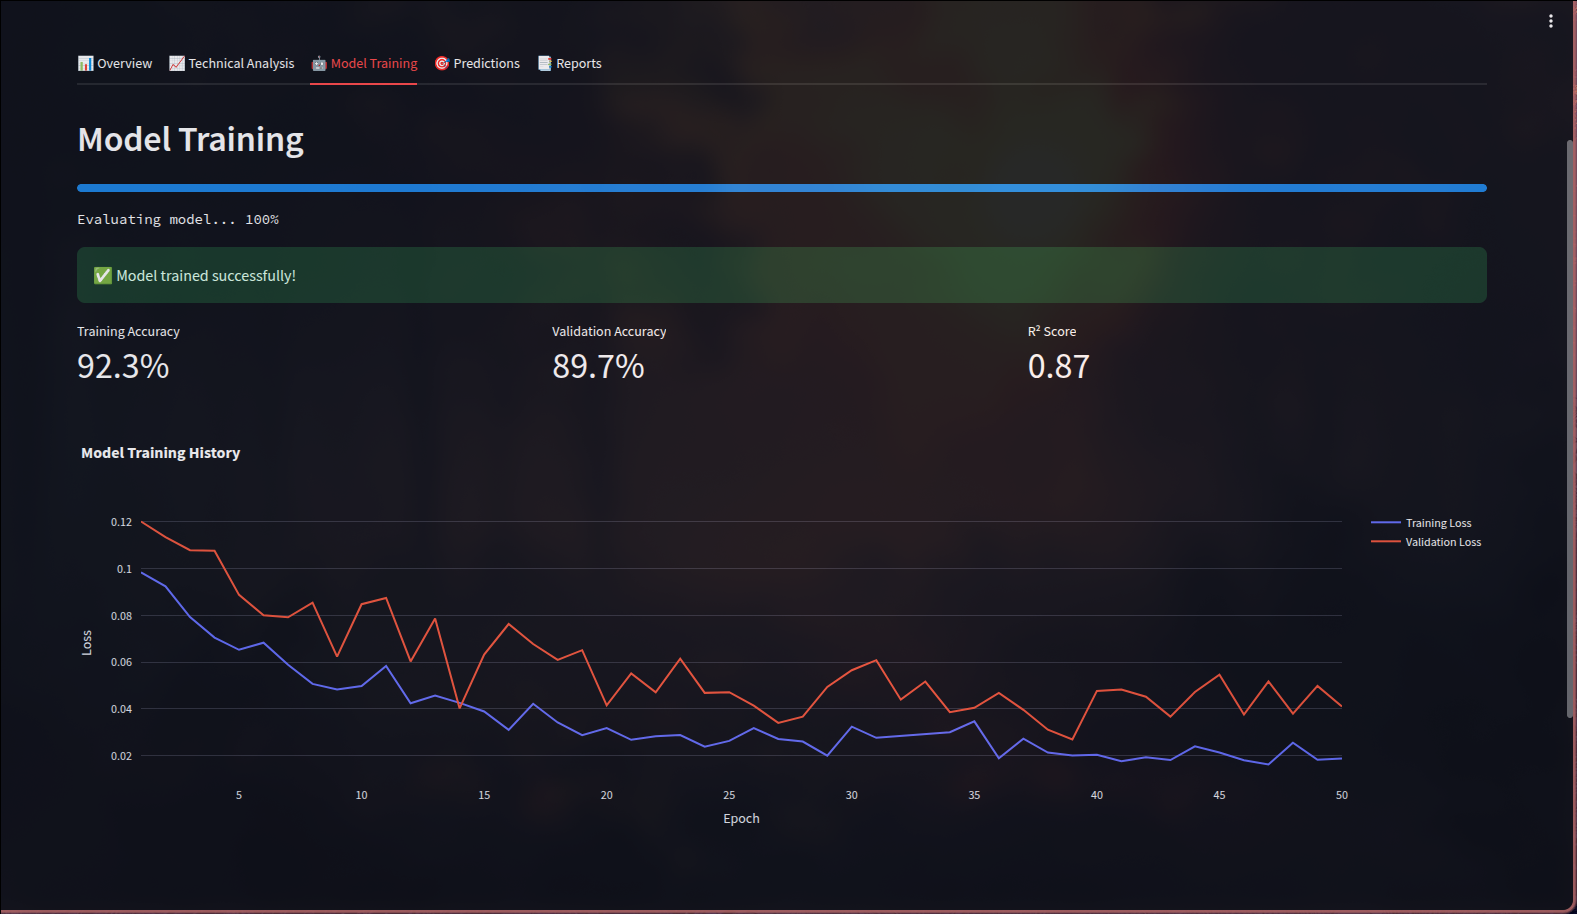 📊 Overview 📈 Technical Analysis 🤖 Model Training 🎯 Predictions 📑 Reports
Model Training
Evaluating model... 100%
✅ Model trained successfully!
Training Accuracy Validation Accuracy R² Score
92.3% 89.7% 0.87
Model Training History
Training Loss
Validation Loss
0.12
0.1
0.08
0.06
0.04
0.02
Loss
5 10 15 20 25 30 35 40 45 50
Epoch